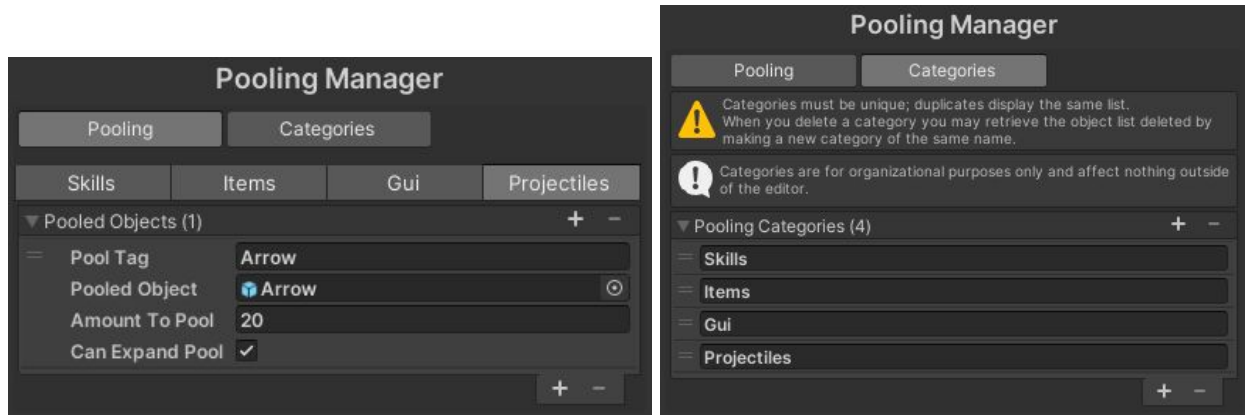 Pooling Manager
Pooling Categories
Skills Items Gui Projectiles
Pooled Objects (1)
Pool Tag Arrow
Pooled Object Arrow
Amount To Pool 20
Can Expand Pool
Pooling Manager
Pooling Categories
Categories must be unique; duplicates display the same list.
When you delete a category you may retrieve the object list deleted by
making a new category of the same name.
Categories are for organizational purposes only and affect nothing outside
of the editor.
Pooling Categories (4)
Skills
Items
Gui
Projectiles